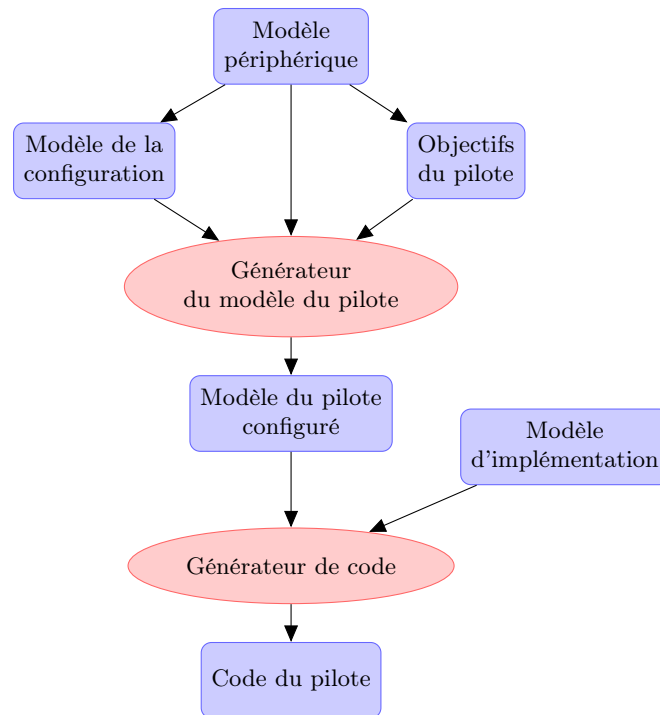 Modèle
périphérique
Modèle de la
configuration
Objectifs
du pilote
Générateur
du modèle du pilote
Modèle du pilote
configuré
Modèle
d'implémentation
Générateur de code
Code du pilote